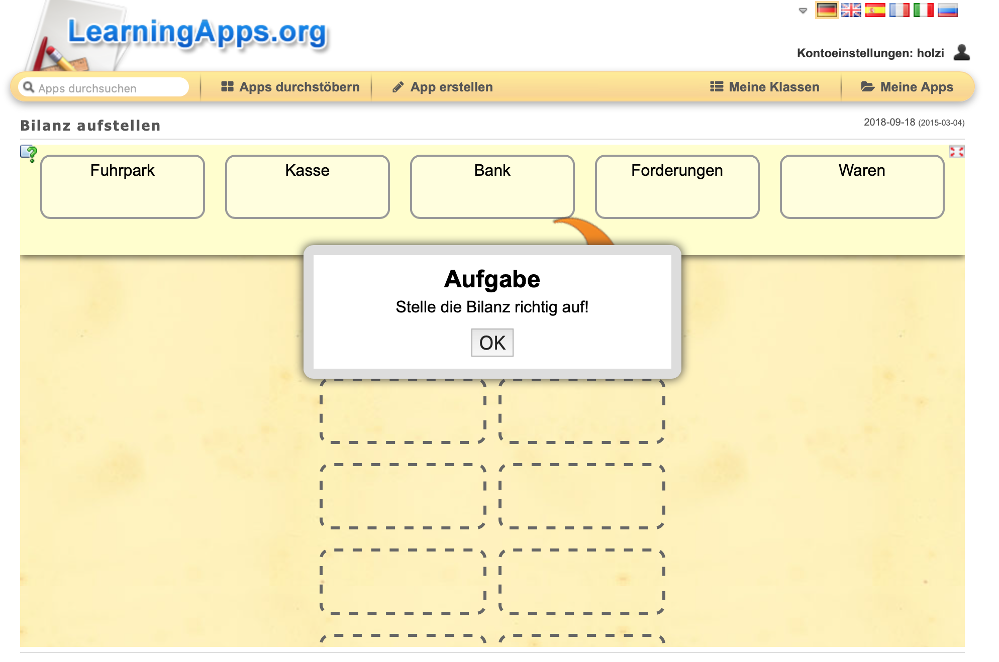 LearningApps.org
Kontoeinstellungen: holzi
Apps durchsuchen
Apps durchstöbern
App erstellen
Meine Klassen
Meine Apps
Bilanz aufstellen
2018-09-18 (2015-03-04)
Fuhrpark
Kasse
Bank
Forderungen
Waren
Aufgabe
Stelle die Bilanz richtig auf!
OK